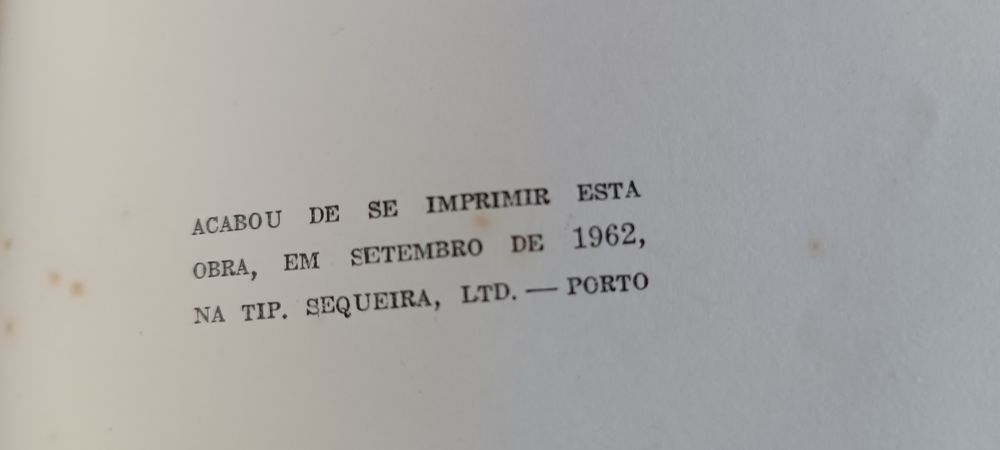 ACABOU DE SE IMPRIMIR ESTA
OBRA, EM SETEMBRO DE 1962,
NA TIP. SEQUEIRA, LTD. — PORTO